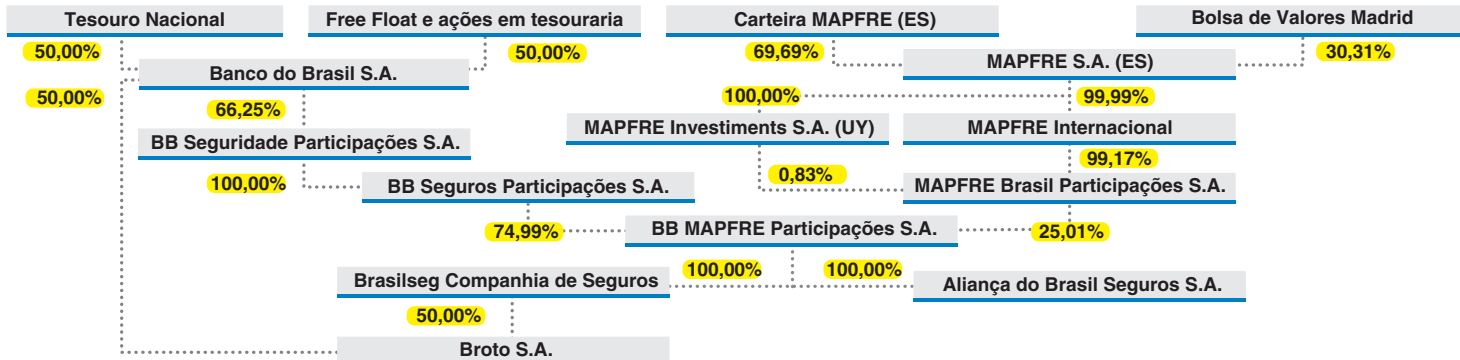 Tesouro Nacional
Free Float e ações em tesouraria
Carteira MAPFRE (ES)
Bolsa de Valores Madrid
50,00%
50,00%
69,69%
30,31%
Banco do Brasil S.A.
MAPFRE S.A. (ES)
50,00%
66,25%
100,00%
99,99%
BB Seguridade Participações S.A.
MAPFRE Investiments S.A. (UY)
MAPFRE Internacional
100,00%
0,83%
99,17%
BB Seguros Participações S.A.
MAPFRE Brasil Participações S.A.
74,99%
BB MAPFRE Participações S.A.
25,01%
Brasilseg Companhia de Seguros
100,00%
100,00%
Aliança do Brasil Seguros S.A.
50,00%
Broto S.A.